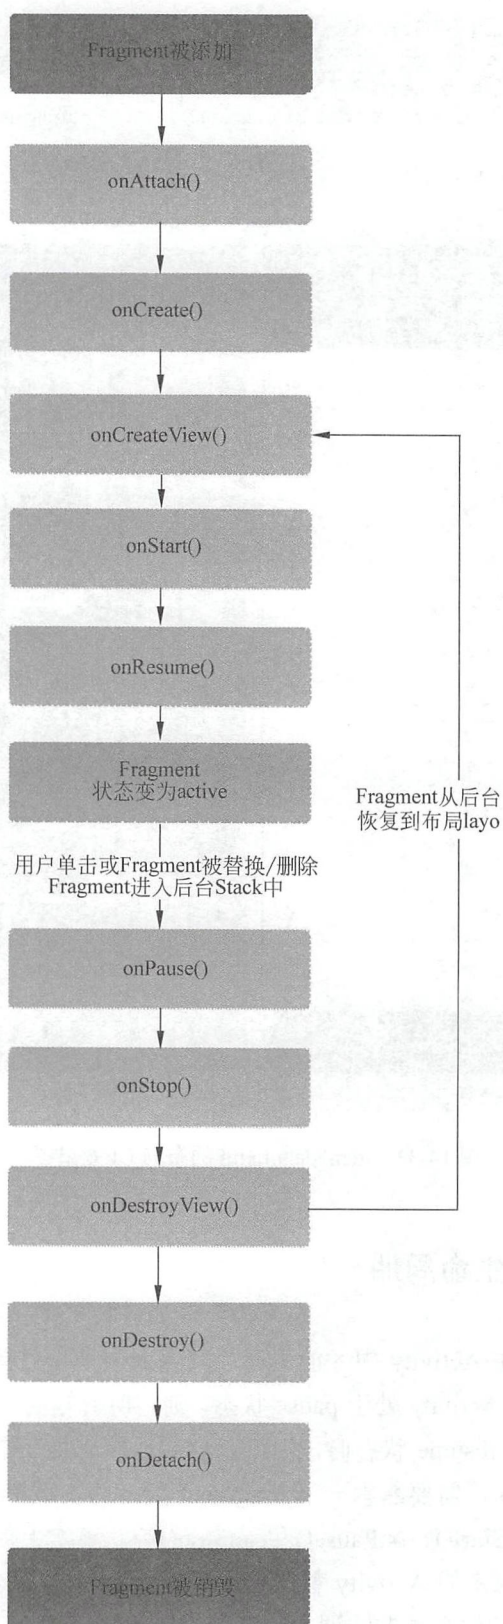 Fragment被添加
onAttach()
onCreate()
onCreateView()
onStart()
onResume()
Fragment
状态变为active
Fragment从后台
恢复到布局layo
用户单击或Fragment被替换/删除
Fragment进入后台Stack中
onPause()
onStop()
onDestroyView()
onDestroy()
onDetach()
Fragment被销毁